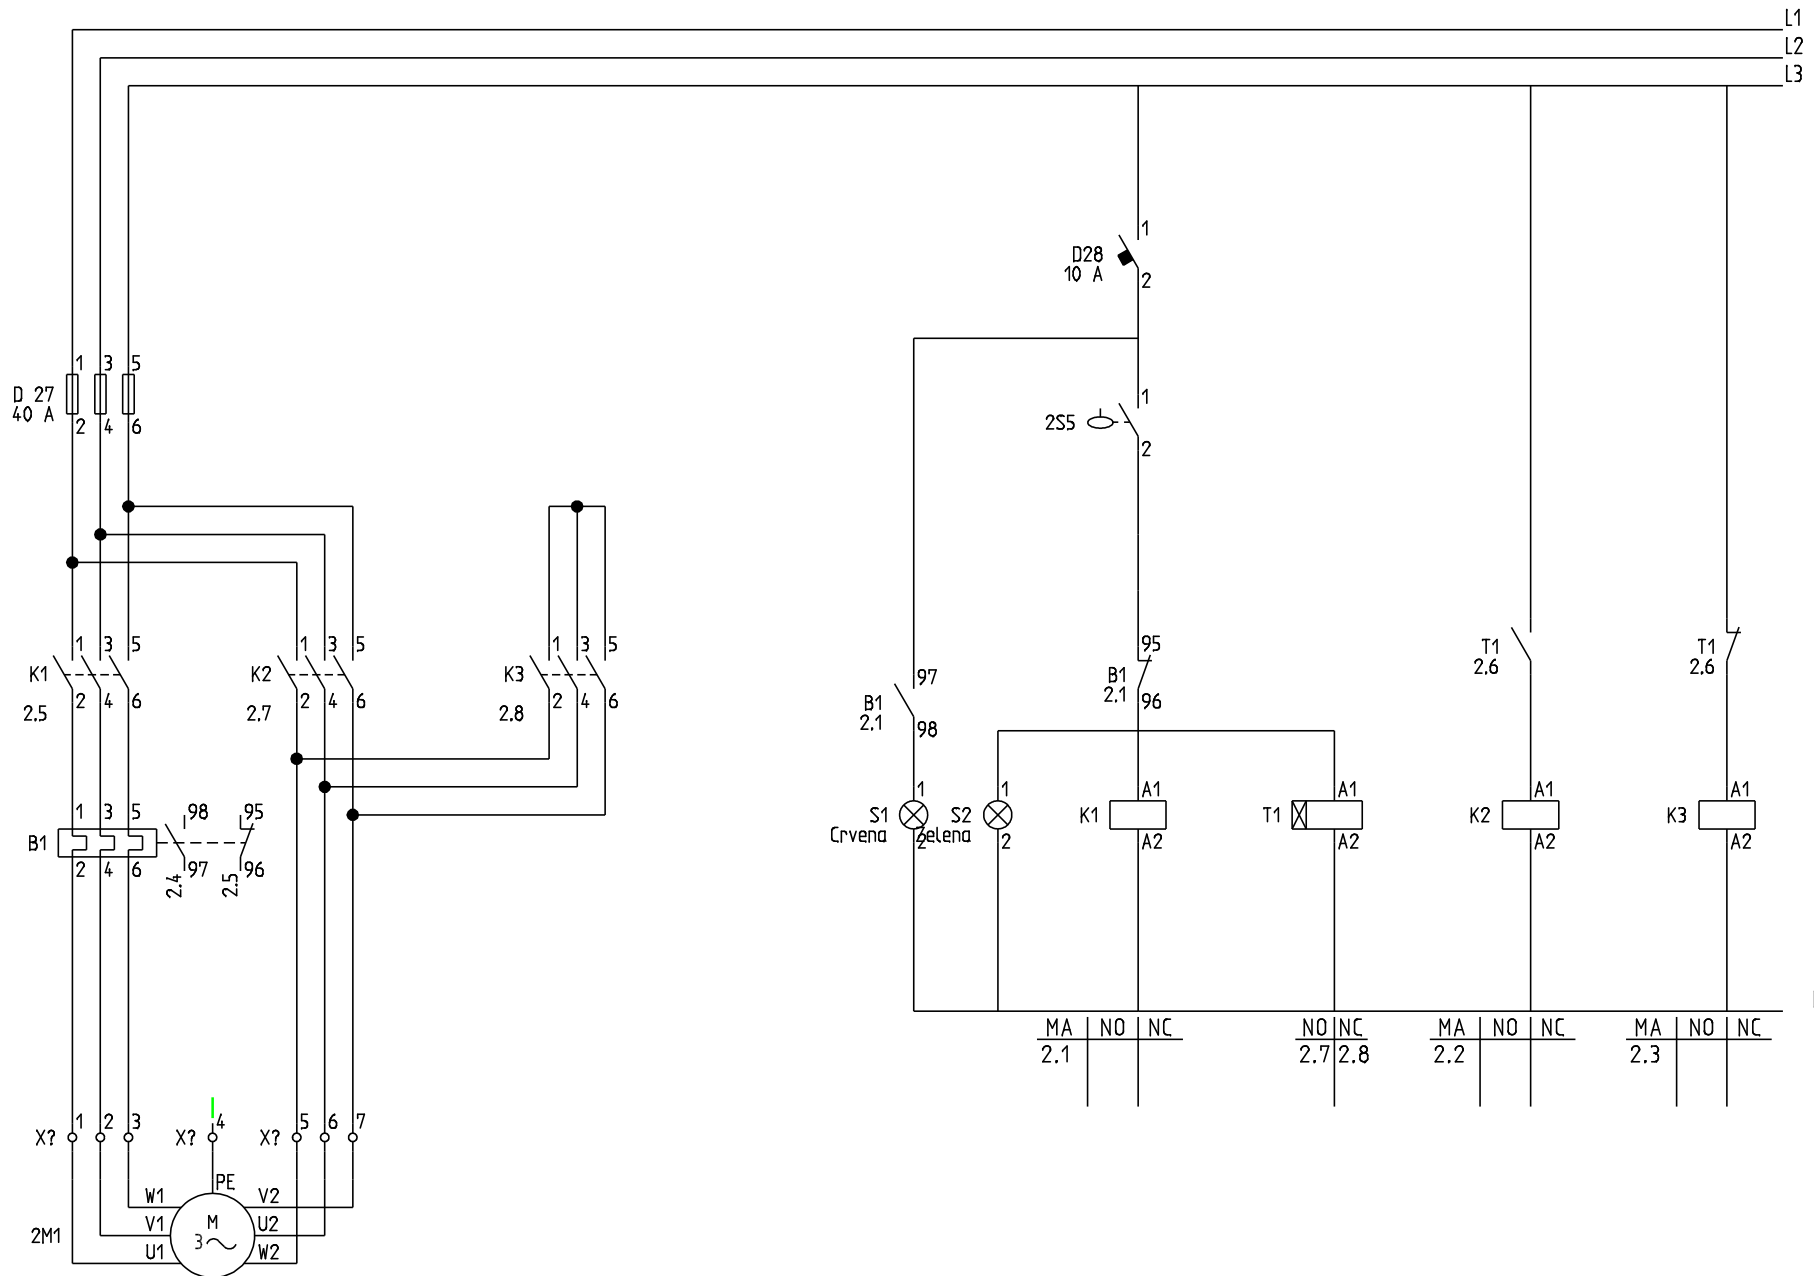 L1
L2
L3
1
D28
10 A
2
1 3 5
D 27
40 A
2 4 6
1
2S5
2
1 3 5
K1
2 4 6
2.5
1 3 5
K2
2 4 6
2.7
1 3 5
K3
2 4 6
2.8
97
B1
2.1
98
95
B1
2.1
96
T1
2.6
T1
2.6
1 3 5
B1
2 4 6
98
97
2.4
95
96
2.5
1
S1
Crvena
2
1
S2
Zelena
2
A1
K1
A2
A1
T1
A2
A1
K2
A2
A1
K3
A2
MA NO NC
2.1
NO NC
2.7 2.8
MA NO NC
2.2
MA NO NC
2.3
X? 1 2 3
X? 4
X? 5 6 7
PE
W1 V2
V1 M U2
2M1 3
U1 W2